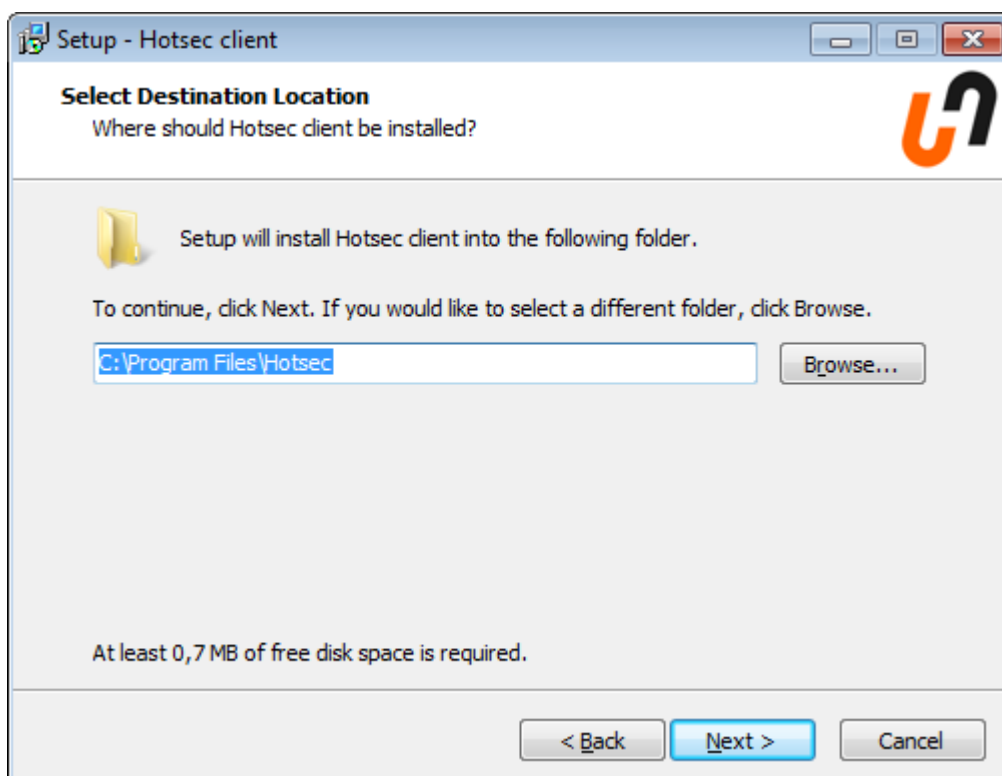 Setup - Hotsec client
Select Destination Location
Where should Hotsec client be installed?
Setup will install Hotsec client into the following folder.
To continue, click Next. If you would like to select a different folder, click Browse.
C:\Program Files\Hotsec
Browse...
At least 0,7 MB of free disk space is required.
< Back
Next >
Cancel